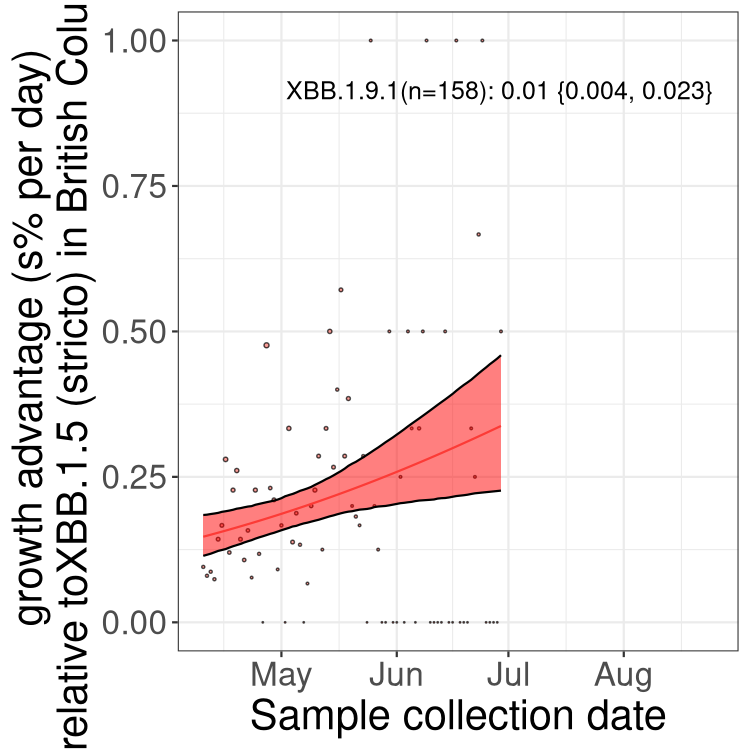 growth advantage (s% per day)
relative toXBB.1.5 (stricto) in British Colu
1.00
0.75
0.50
0.25
0.00
XBB.1.9.1(n=158): 0.01 {0.004, 0.023}
May Jun Jul Aug
Sample collection date